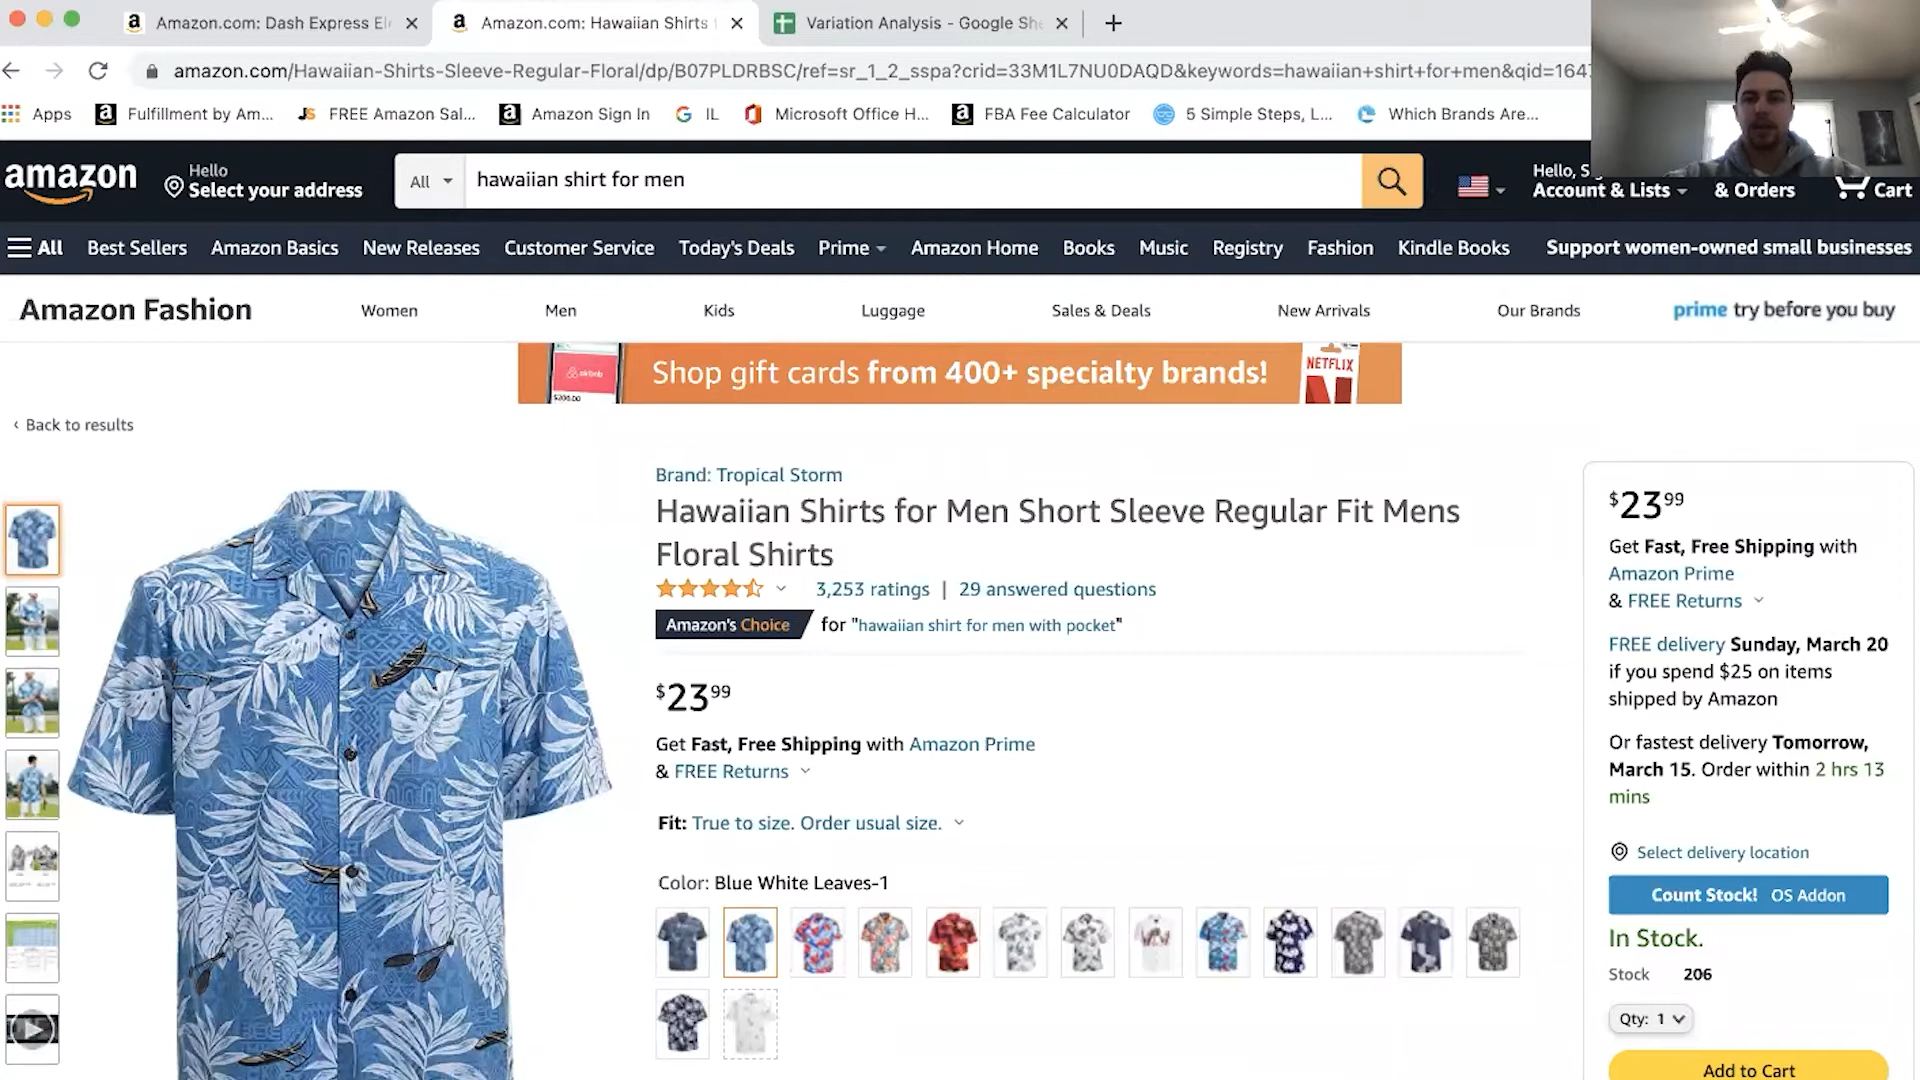 Amazon.com: Dash Express El
Amazon.com: Hawaiian Shirts
Variation Analysis - Google She
amazon.com/Hawaiian-Shirts-Sleeve-Regular-Floral/dp/B07PLDRBSC/ref=sr_1_2_sspa?crid=33M1L7NU0DAQD&keywords=hawaiian+shirt+for+men&qid=164
Apps Fulfillment by Am... FREE Amazon Sal... Amazon Sign In IL Microsoft Office H... FBA Fee Calculator 5 Simple Steps, L... Which Brands Are...
amazon
Hello
Select your address
All
hawaiian shirt for men
Hello, S
Account & Lists
& Orders
Cart
All Best Sellers Amazon Basics New Releases Customer Service Today's Deals Prime Amazon Home Books Music Registry Fashion Kindle Books Support women-owned small businesses
Amazon Fashion Women Men Kids Luggage Sales & Deals New Arrivals Our Brands prime try before you buy
airbnb
$200.00
Shop gift cards from 400+ specialty brands!
NETFLIX
‹ Back to results
Brand: Tropical Storm
Hawaiian Shirts for Men Short Sleeve Regular Fit Mens
Floral Shirts
3,253 ratings | 29 answered questions
Amazon's Choice for "hawaiian shirt for men with pocket"
$23 99
Get Fast, Free Shipping with Amazon Prime
& FREE Returns
Fit: True to size. Order usual size.
Color: Blue White Leaves-1
$23 99
Get Fast, Free Shipping with
Amazon Prime
& FREE Returns
FREE delivery Sunday, March 20
if you spend $25 on items
shipped by Amazon
Or fastest delivery Tomorrow,
March 15. Order within 2 hrs 13
mins
Select delivery location
Count Stock! OS Addon
In Stock.
Stock 206
Qty: 1
Add to Cart